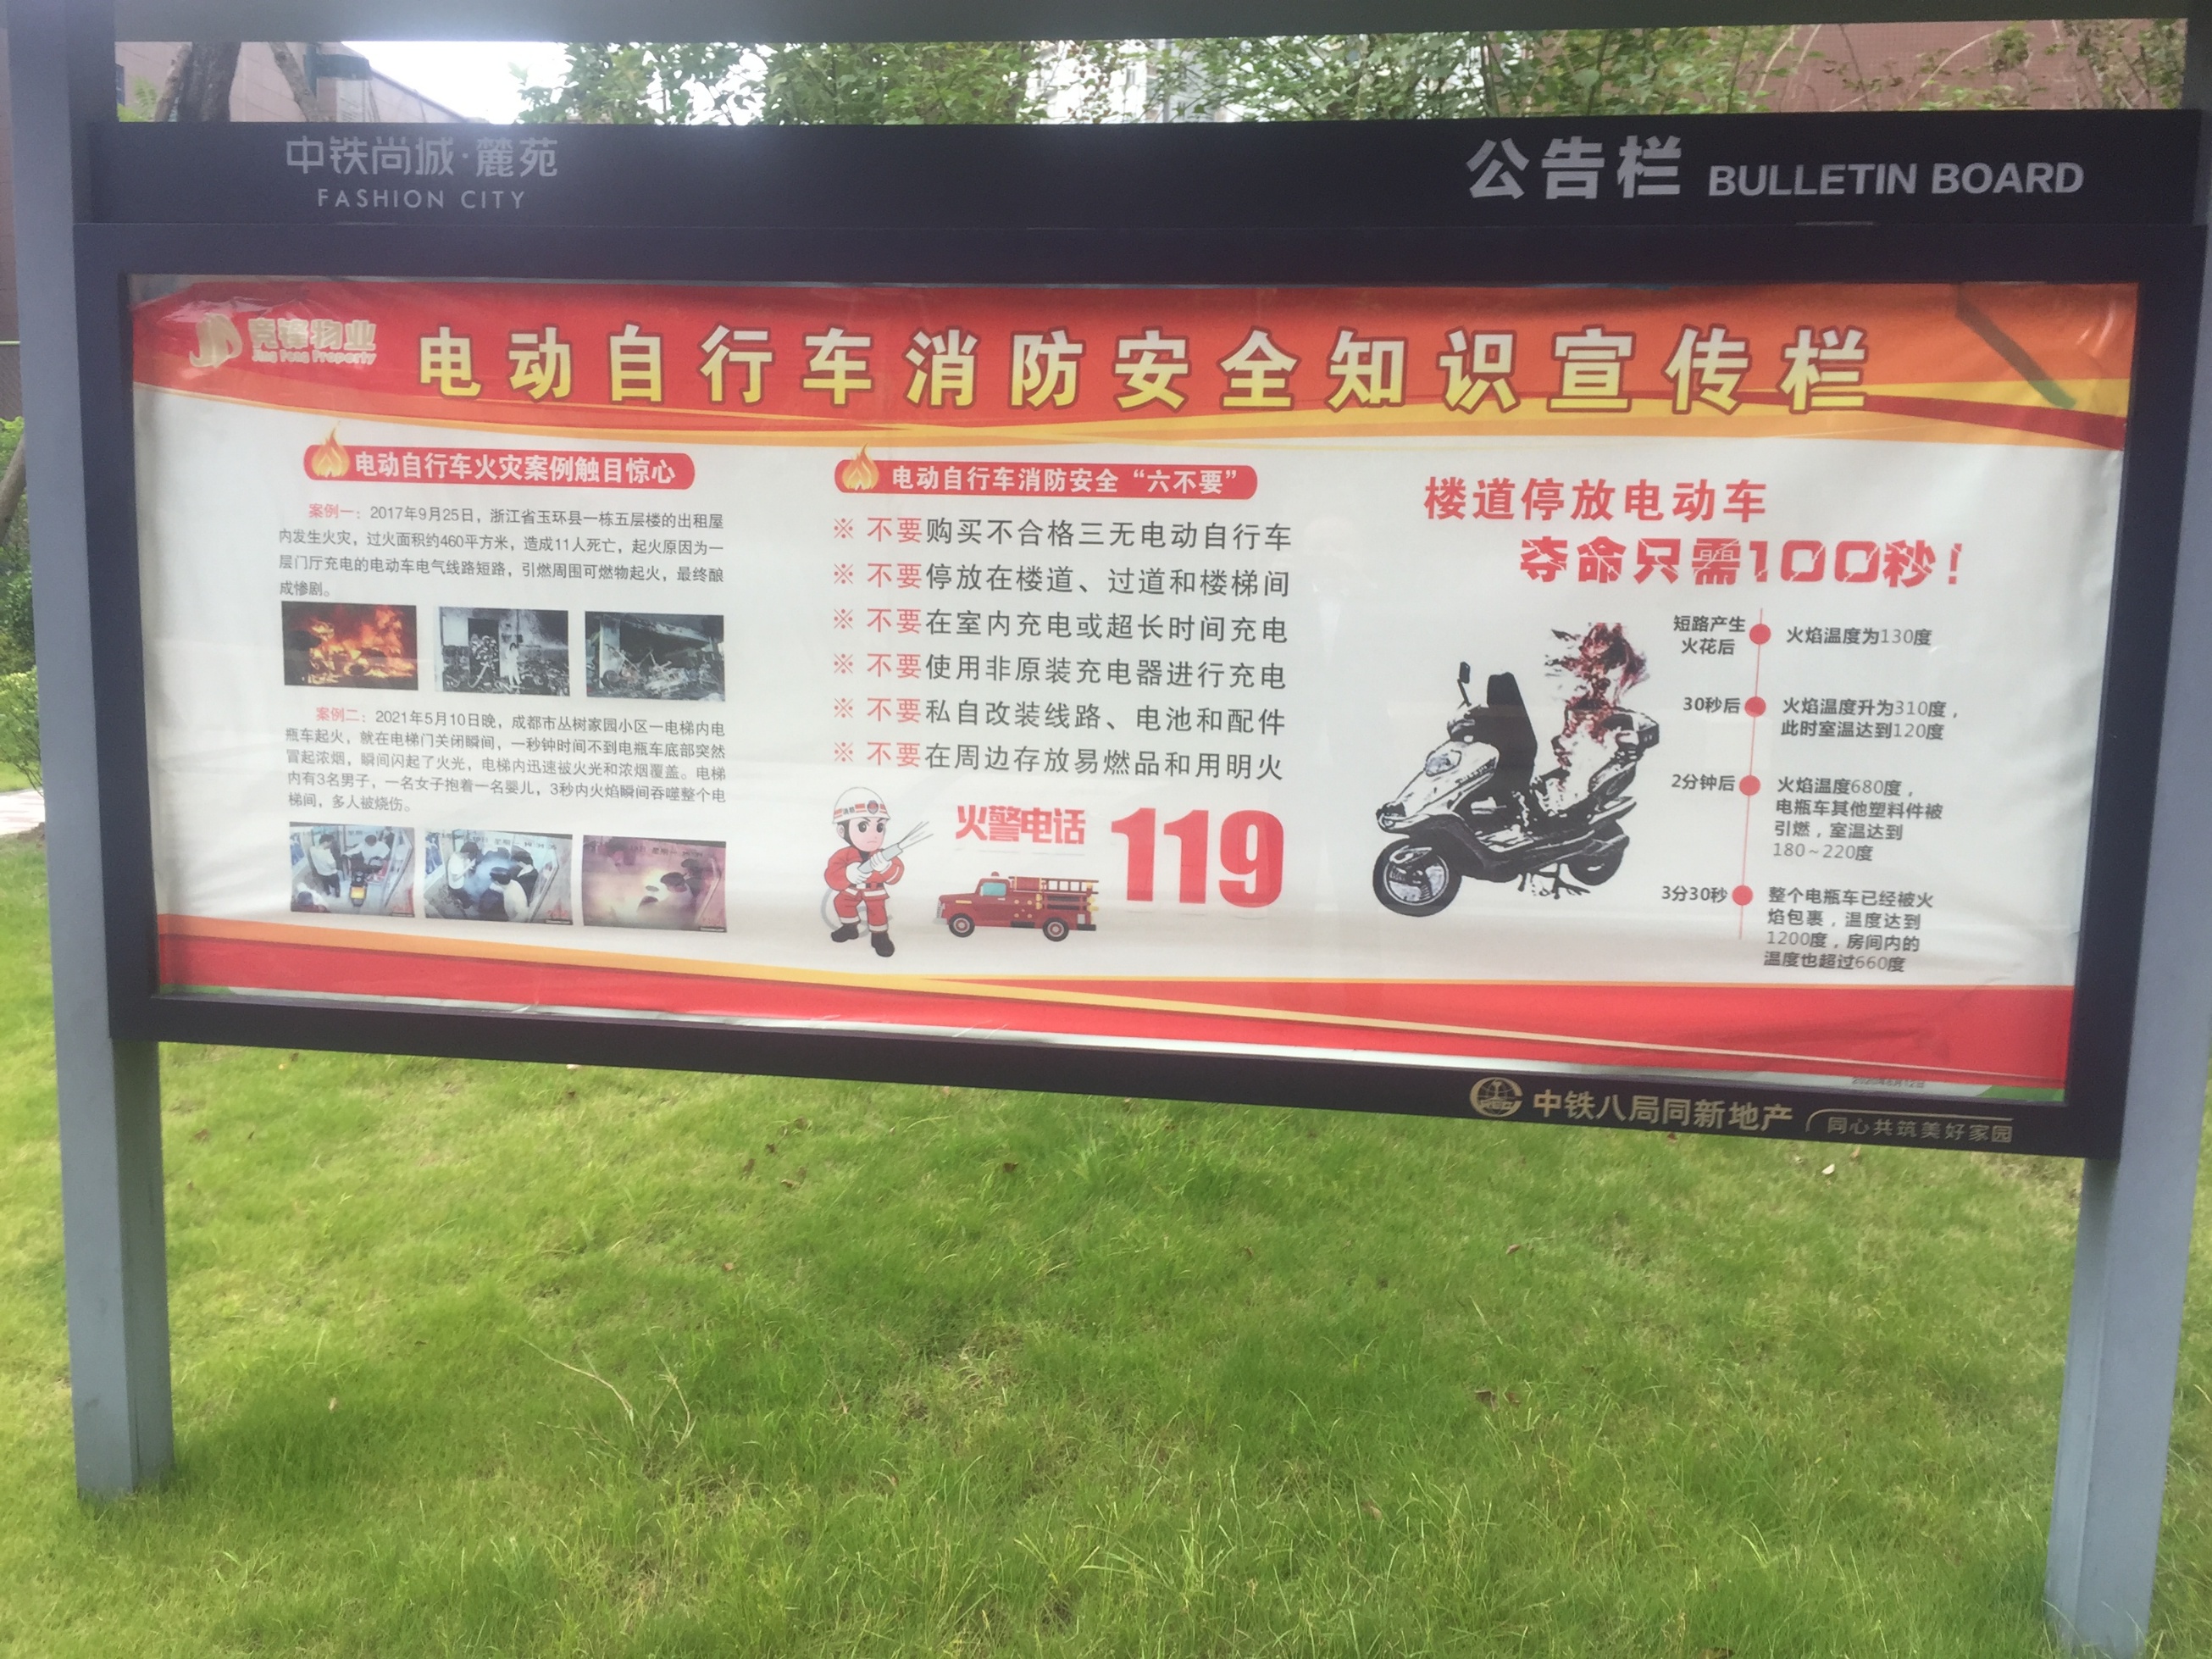 中铁尚城·麓苑
FASHION CITY
公告栏 BULLETIN BOARD
竞锋物业
Jing Feng Property
电动自行车消防安全知识宣传栏
电动自行车火灾案例触目惊心
案例一：2017年9月25日，浙江省玉环县一栋五层楼的出租屋
内发生火灾，过火面积约460平方米，造成11人死亡，起火原因为一
层门厅充电的电动车电气线路短路，引燃周围可燃物起火，最终酿
成惨剧。
案例二：2021年5月10日晚，成都市丛树家园小区一电梯内电
瓶车起火，就在电梯门关闭瞬间，一秒钟时间不到电瓶车底部突然
冒起浓烟，瞬间闪起了火光，电梯内迅速被火光和浓烟覆盖。电梯
内有3名男子，一名女子抱着一名婴儿，3秒内火焰瞬间吞噬整个电
梯间，多人被烧伤。
电动自行车消防安全“六不要”
※ 不要购买不合格三无电动自行车
※ 不要停放在楼道、过道和楼梯间
※ 不要在室内充电或超长时间充电
※ 不要使用非原装充电器进行充电
※ 不要私自改装线路、电池和配件
※ 不要在周边存放易燃品和用明火
火警电话 119
楼道停放电动车
夺命只需100秒！
短路产生
火花后
火焰温度为130度
30秒后
火焰温度升为310度，
此时室温达到120度
2分钟后
火焰温度680度，
电瓶车其他塑料件被
引燃，室温达到
180～220度
3分30秒
整个电瓶车已经被火
焰包裹，温度达到
1200度，房间内的
温度也超过660度
中铁八局同新地产
同心共筑美好家园